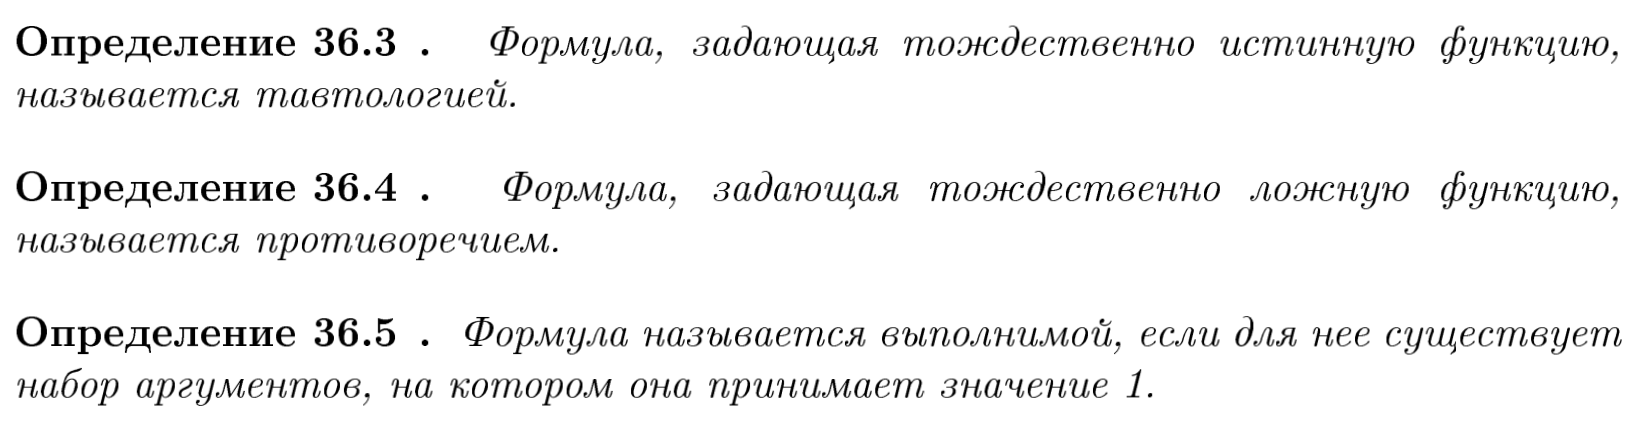 Определение 36.3 . Формула, задающая тождественно истинную функцию,
называется тавтологией.
Определение 36.4 . Формула, задающая тождественно ложную функцию,
называется противоречием.
Определение 36.5 . Формула называется выполнимой, если для нее существует
набор аргументов, на котором она принимает значение 1.